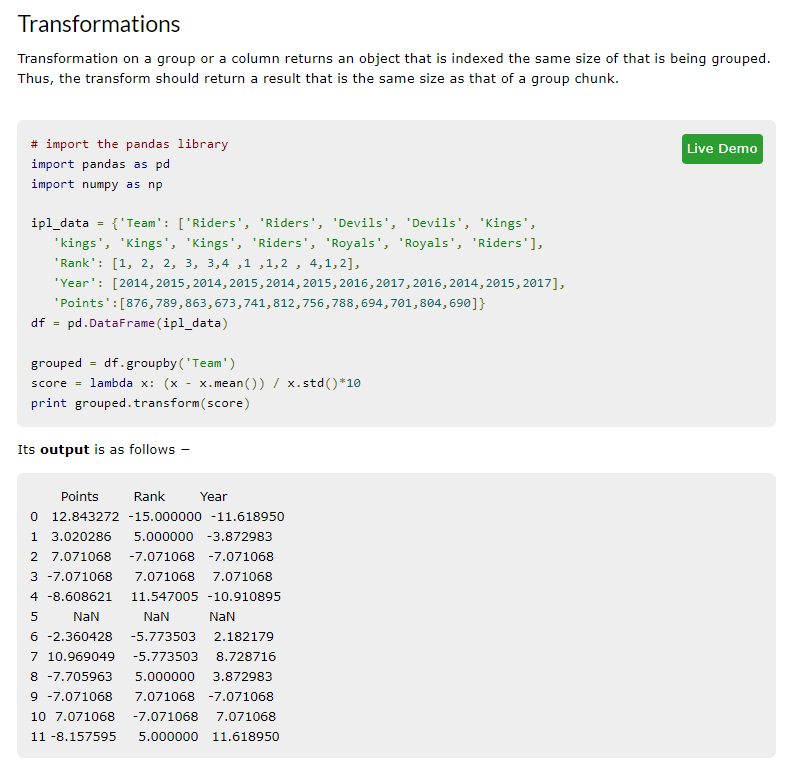 Transformations
Transformation on a group or a column returns an object that is indexed the same size of that is being grouped.
Thus, the transform should return a result that is the same size as that of a group chunk.
Live Demo
# import the pandas library
import pandas as pd
import numpy as np
ipl_data = {'Team': ['Riders', 'Riders', 'Devils', 'Devils', 'Kings',
   'kings', 'Kings', 'Kings', 'Riders', 'Royals', 'Royals', 'Riders'],
   'Rank': [1, 2, 2, 3, 3,4 ,1 ,1,2 , 4,1,2],
   'Year': [2014,2015,2014,2015,2014,2015,2016,2017,2016,2014,2015,2017],
   'Points':[876,789,863,673,741,812,756,788,694,701,804,690]}
df = pd.DataFrame(ipl_data)
grouped = df.groupby('Team')
score = lambda x: (x - x.mean()) / x.std()*10
print grouped.transform(score)
Its output is as follows −
Points Rank Year
0 12.843272 -15.000000 -11.618950
1 3.020286 5.000000 -3.872983
2 7.071068 -7.071068 -7.071068
3 -7.071068 7.071068 7.071068
4 -8.608621 11.547005 -10.910895
5 NaN NaN NaN
6 -2.360428 -5.773503 2.182179
7 10.969049 -5.773503 8.728716
8 -7.705963 5.000000 3.872983
9 -7.071068 7.071068 -7.071068
10 7.071068 -7.071068 7.071068
11 -8.157595 5.000000 11.618950